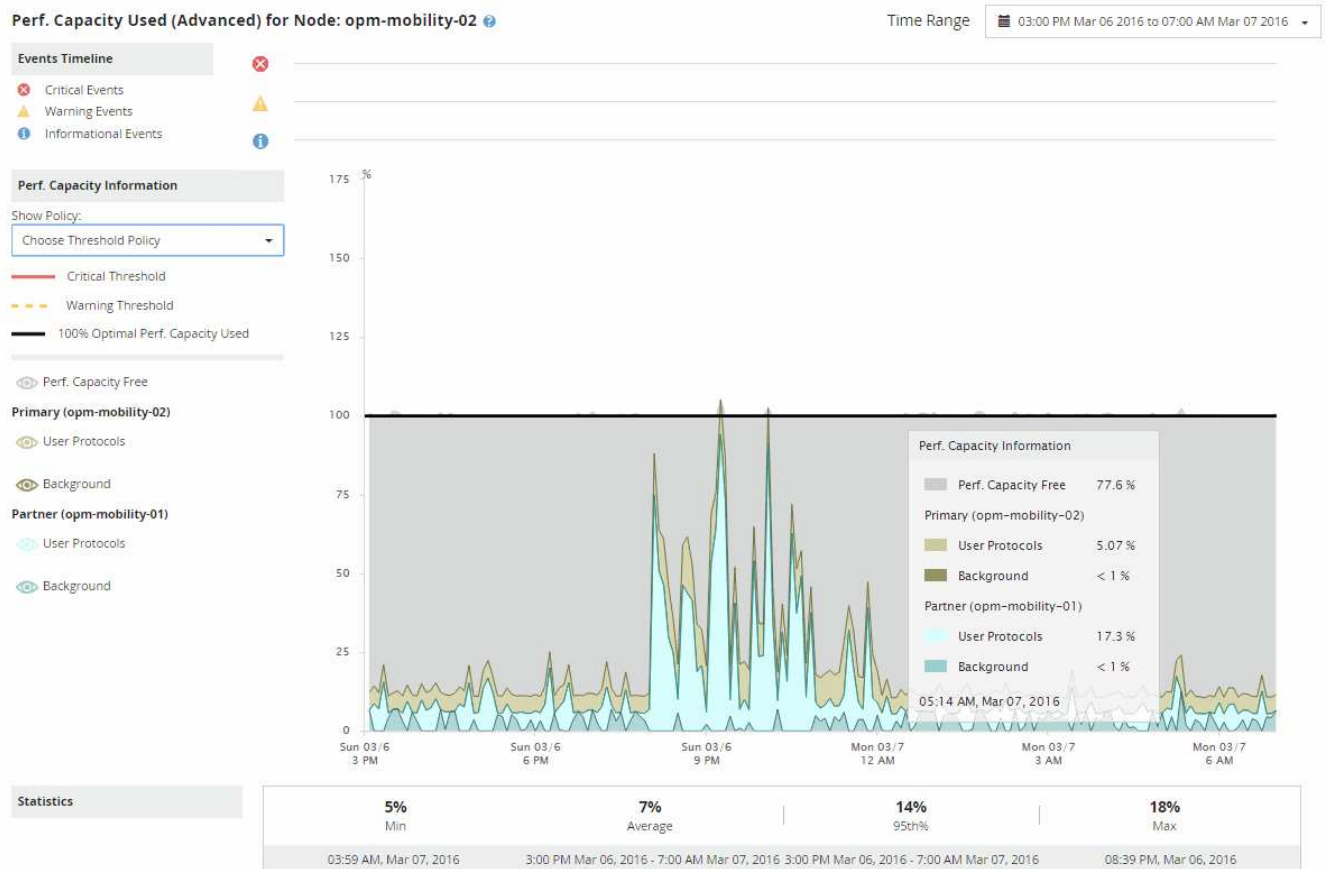 Perf. Capacity Used (Advanced) for Node: opm-mobility-02
Time Range 03:00 PM Mar 06 2016 to 07:00 AM Mar 07 2016
Events Timeline
Critical Events
Warning Events
Informational Events
Perf. Capacity Information
Show Policy:
Choose Threshold Policy
Critical Threshold
Warning Threshold
100% Optimal Perf. Capacity Used
Perf. Capacity Free
Primary (opm-mobility-02)
User Protocols
Background
Partner (opm-mobility-01)
User Protocols
Background
%
175
150
125
100
75
50
25
0
Sun 03/6 Sun 03/6 Sun 03/6 Mon 03/7 Mon 03/7 Mon 03/7
3 PM 6 PM 9 PM 12 AM 3 AM 6 AM
Perf. Capacity Information
Perf. Capacity Free 77.6 %
Primary (opm-mobility-02)
User Protocols 5.07 %
Background < 1 %
Partner (opm-mobility-01)
User Protocols 17.3 %
Background < 1 %
05:14 AM, Mar 07, 2016
Statistics
5% 7% 14% 18%
Min Average 95th% Max
03:59 AM, Mar 07, 2016 3:00 PM Mar 06, 2016 - 7:00 AM Mar 07, 2016 3:00 PM Mar 06, 2016 - 7:00 AM Mar 07, 2016 08:39 PM, Mar 06, 2016